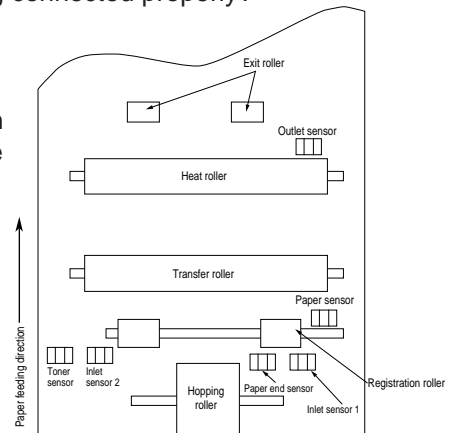 connected properly?
Exit roller
Outlet sensor
Heat roller
Transfer roller
Paper sensor
Toner
sensor
Inlet
sensor 2
Hopping
roller
Paper end sensor
Inlet sensor 1
Registration roller
Paper feeding direction